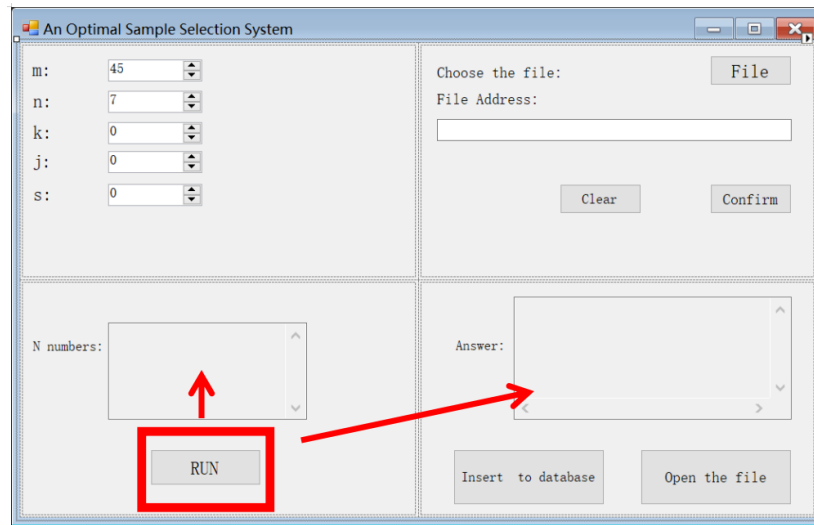 An Optimal Sample Selection System
m: 45
n: 7
k: 0
j: 0
s: 0
Choose the file: File
File Address:
Clear Confirm
N numbers:
RUN
Answer:
Insert to database Open the file